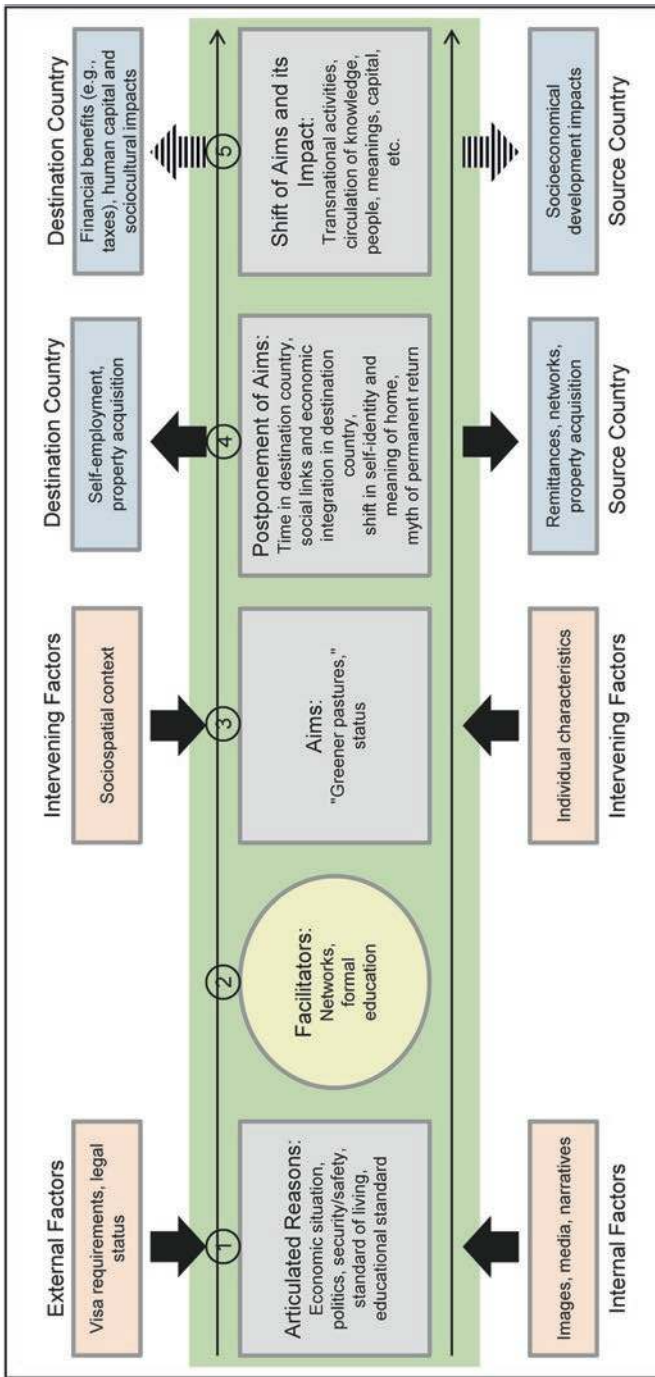 External Factors
Visa requirements, legal
status
1
Articulated Reasons:
Economic situation,
politics, security/safety,
standard of living,
educational standard
Images, media, narratives
Internal Factors
2
Facilitators:
Networks,
formal
education
Intervening Factors
Sociospatial context
3
Aims:
"Greener pastures,"
status
Individual characteristics
Intervening Factors
Destination Country
Self-employment,
property acquisition
4
Postponement of Aims:
Time in destination country,
social links and economic
integration in destination
country,
shift in self-identity and
meaning of home,
myth of permanent return
Remittances, networks,
property acquisition
Source Country
Destination Country
Financial benefits (e.g.,
taxes), human capital and
sociocultural impacts
5
Shift of Aims and its
Impact:
Transnational activities,
circulation of knowledge,
people, meanings, capital,
etc.
Socioeconomical
development impacts
Source Country